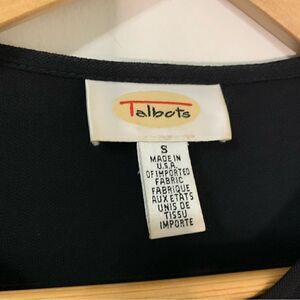 Talbots
S
MADE IN
U.S.A.
OF IMPORTED
FABRIC
FABRIQUE
AUX ETATS
UNIS DE
TISSU
IMPORTE